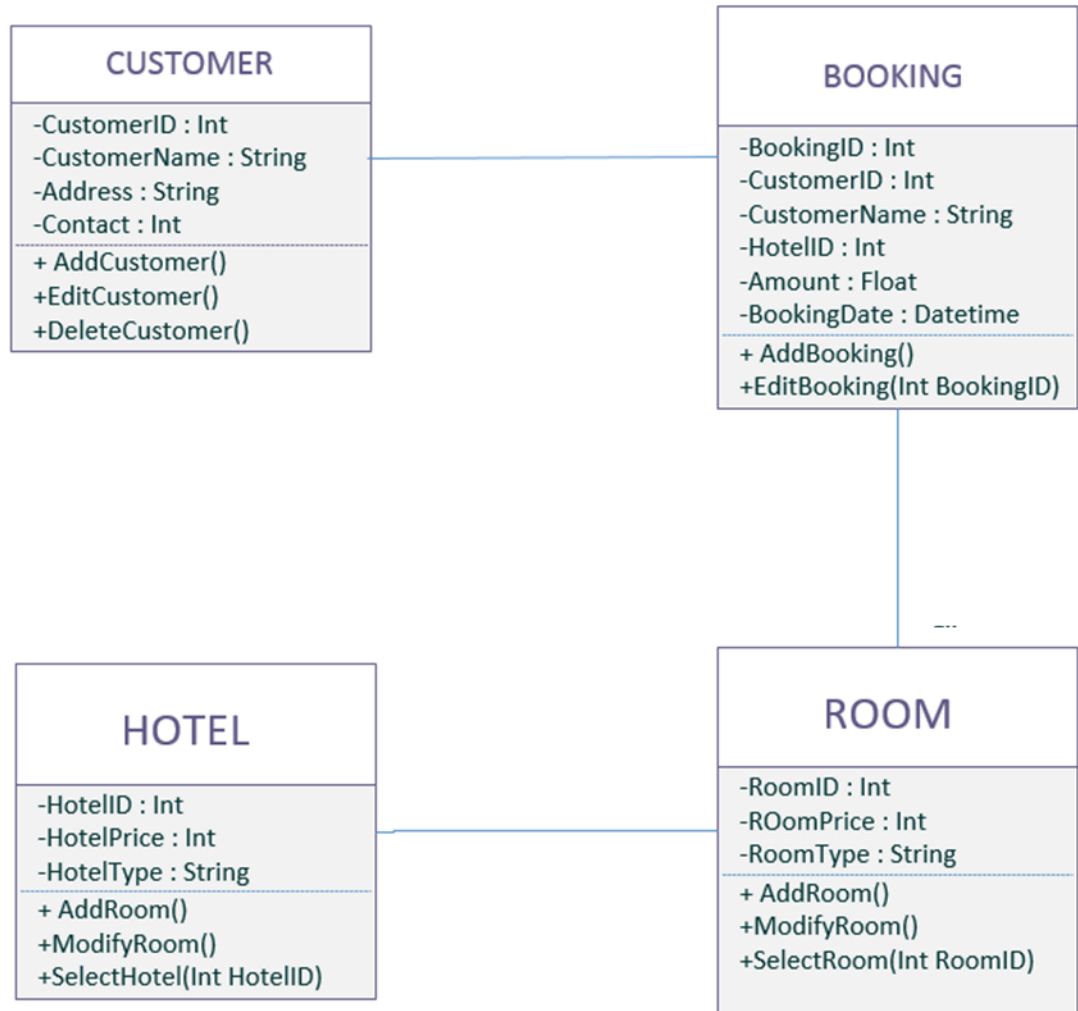 CUSTOMER
-CustomerID : Int
-CustomerName : String
-Address : String
-Contact : Int
+ AddCustomer()
+EditCustomer()
+DeleteCustomer()
BOOKING
-BookingID : Int
-CustomerID : Int
-CustomerName : String
-HotelID : Int
-Amount : Float
-BookingDate : Datetime
+ AddBooking()
+EditBooking(Int BookingID)
HOTEL
-HotelID : Int
-HotelPrice : Int
-HotelType : String
+ AddRoom()
+ModifyRoom()
+SelectHotel(Int HotelID)
ROOM
-RoomID : Int
-ROomPrice : Int
-RoomType : String
+ AddRoom()
+ModifyRoom()
+SelectRoom(Int RoomID)